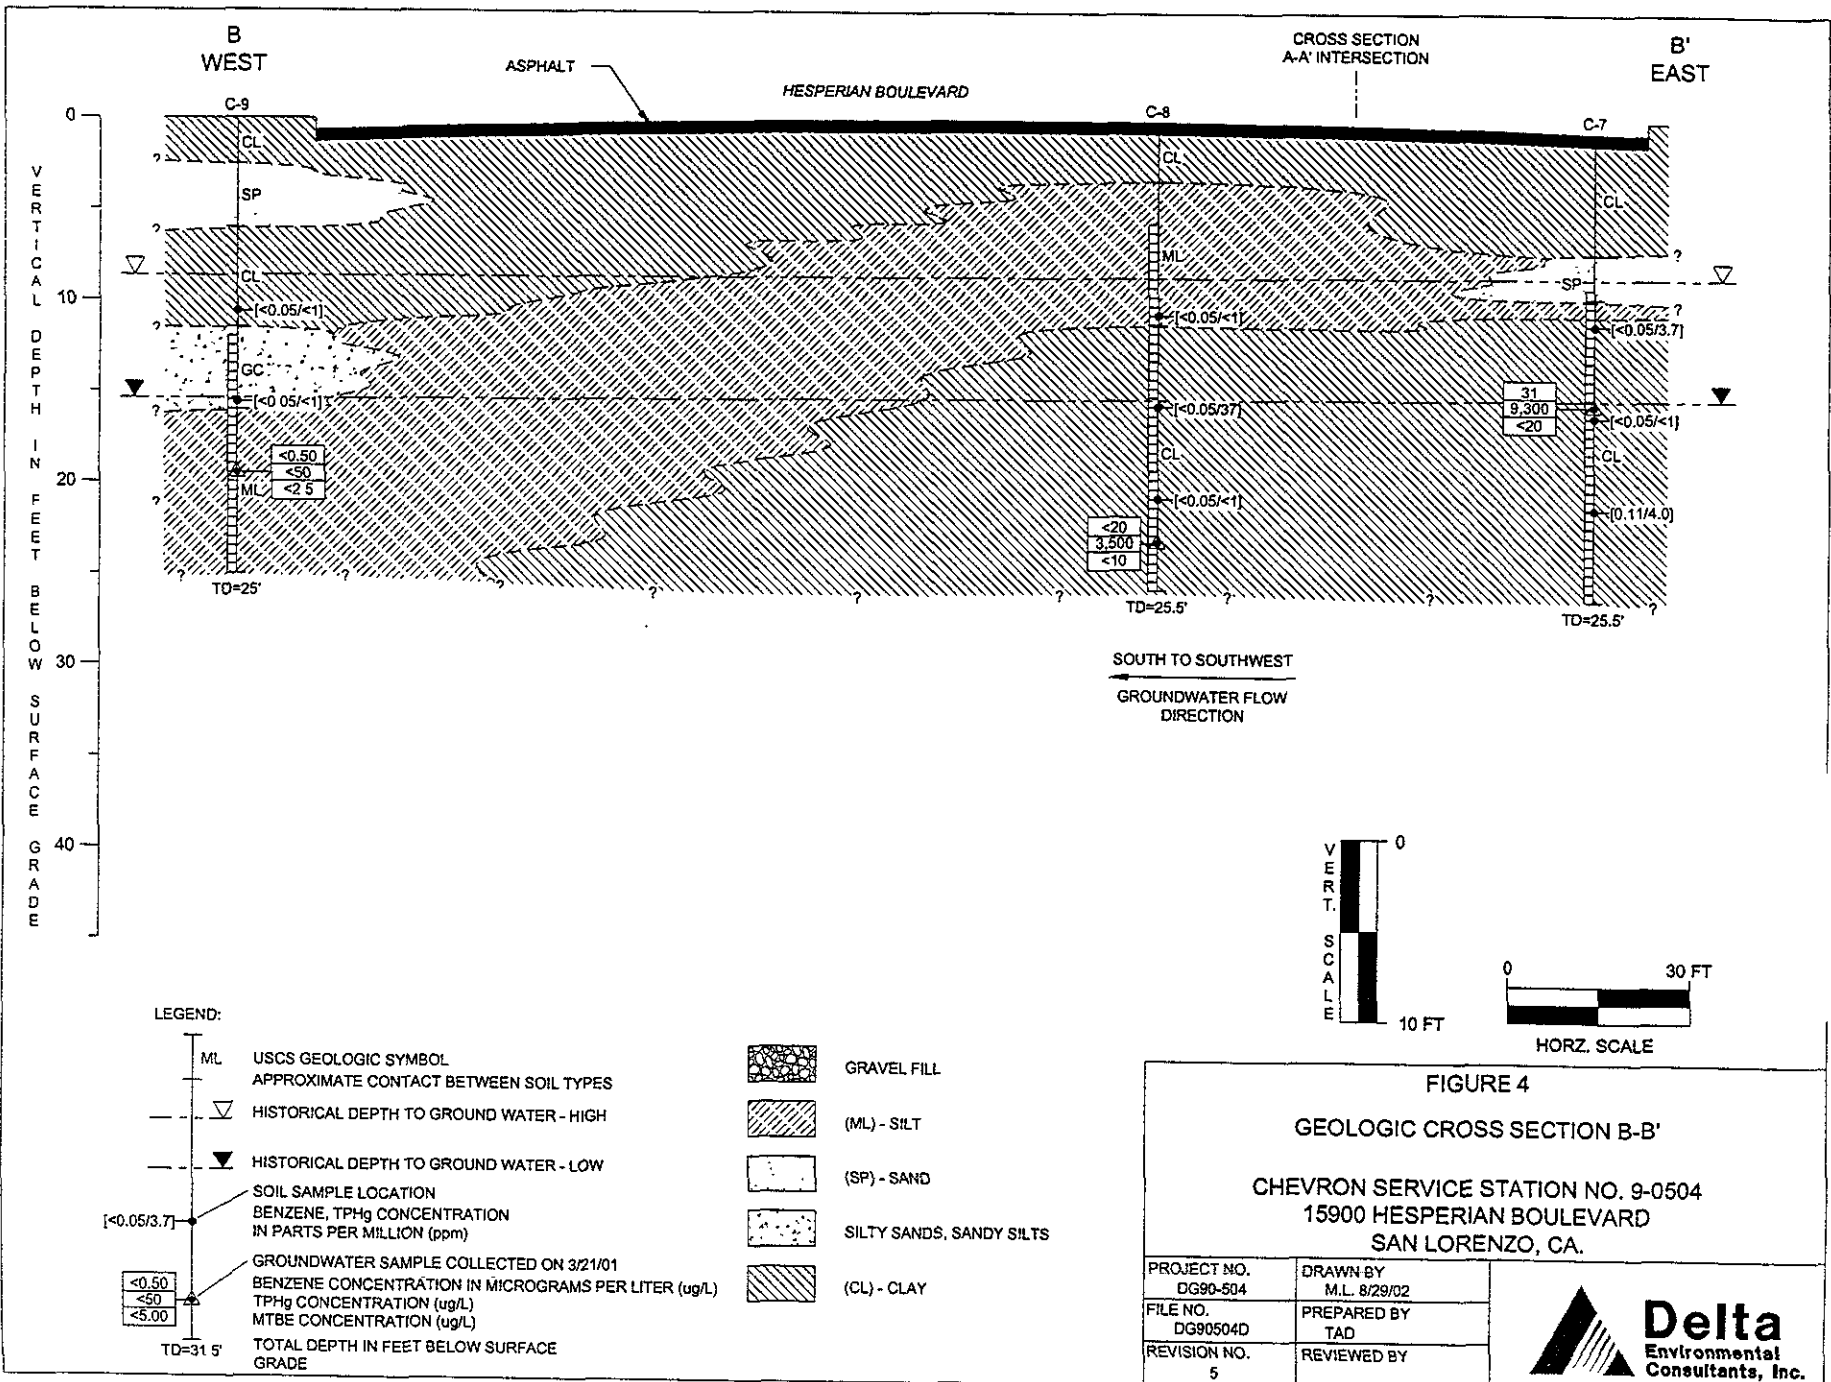 B
WEST
ASPHALT
HESPERIAN BOULEVARD
CROSS SECTION
A-A' INTERSECTION
B'
EAST
C-9
C-8
C-7
0
10
20
30
40
VERTICAL DEPTH IN FEET BELOW SURFACE GRADE
CL
SP
CL
[<0.05/<1]
GC
[<0 05/<1]
<0.50
<50
<2 5
ML
TD=25'
CL
ML
[<0.05/<1]
[<0.05/37]
CL
[<0.05/<1]
<20
3,500
<10
TD=25.5'
CL
SP
[<0.05/3.7]
31
9,300
<20
[<0.05/<1]
CL
[0.11/4.0]
TD=25.5'
? ? ? ? ? ? ? ? ? ? ? ? ? ? ?
SOUTH TO SOUTHWEST
GROUNDWATER FLOW
DIRECTION
VERT. SCALE
0
10 FT
0
30 FT
HORZ. SCALE
LEGEND:
ML
USCS GEOLOGIC SYMBOL
APPROXIMATE CONTACT BETWEEN SOIL TYPES
HISTORICAL DEPTH TO GROUND WATER - HIGH
HISTORICAL DEPTH TO GROUND WATER - LOW
SOIL SAMPLE LOCATION
[<0.05/3.7]
BENZENE, TPHg CONCENTRATION
IN PARTS PER MILLION (ppm)
GROUNDWATER SAMPLE COLLECTED ON 3/21/01
<0.50
BENZENE CONCENTRATION IN MICROGRAMS PER LITER (ug/L)
<50
TPHg CONCENTRATION (ug/L)
<5.00
MTBE CONCENTRATION (ug/L)
TD=31 5'
TOTAL DEPTH IN FEET BELOW SURFACE
GRADE
GRAVEL FILL
(ML) - SILT
(SP) - SAND
SILTY SANDS, SANDY SILTS
(CL) - CLAY
FIGURE 4
GEOLOGIC CROSS SECTION B-B'
CHEVRON SERVICE STATION NO. 9-0504
15900 HESPERIAN BOULEVARD
SAN LORENZO, CA.
PROJECT NO.
DG90-504
DRAWN BY
M.L. 8/29/02
FILE NO.
DG90504D
PREPARED BY
TAD
REVISION NO.
5
REVIEWED BY
Delta
Environmental
Consultants, Inc.